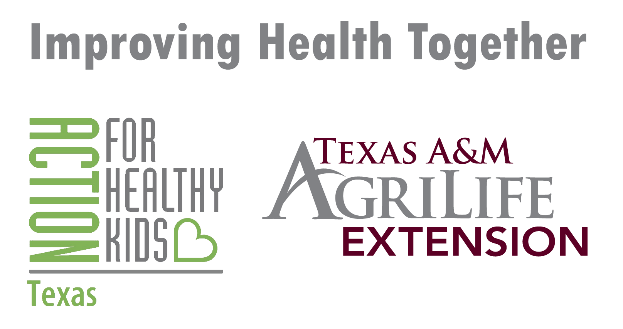 Improving Health Together
ACTION
FOR
HEALTHY
KIDS
Texas
TEXAS A&M
AGRILIFE
EXTENSION